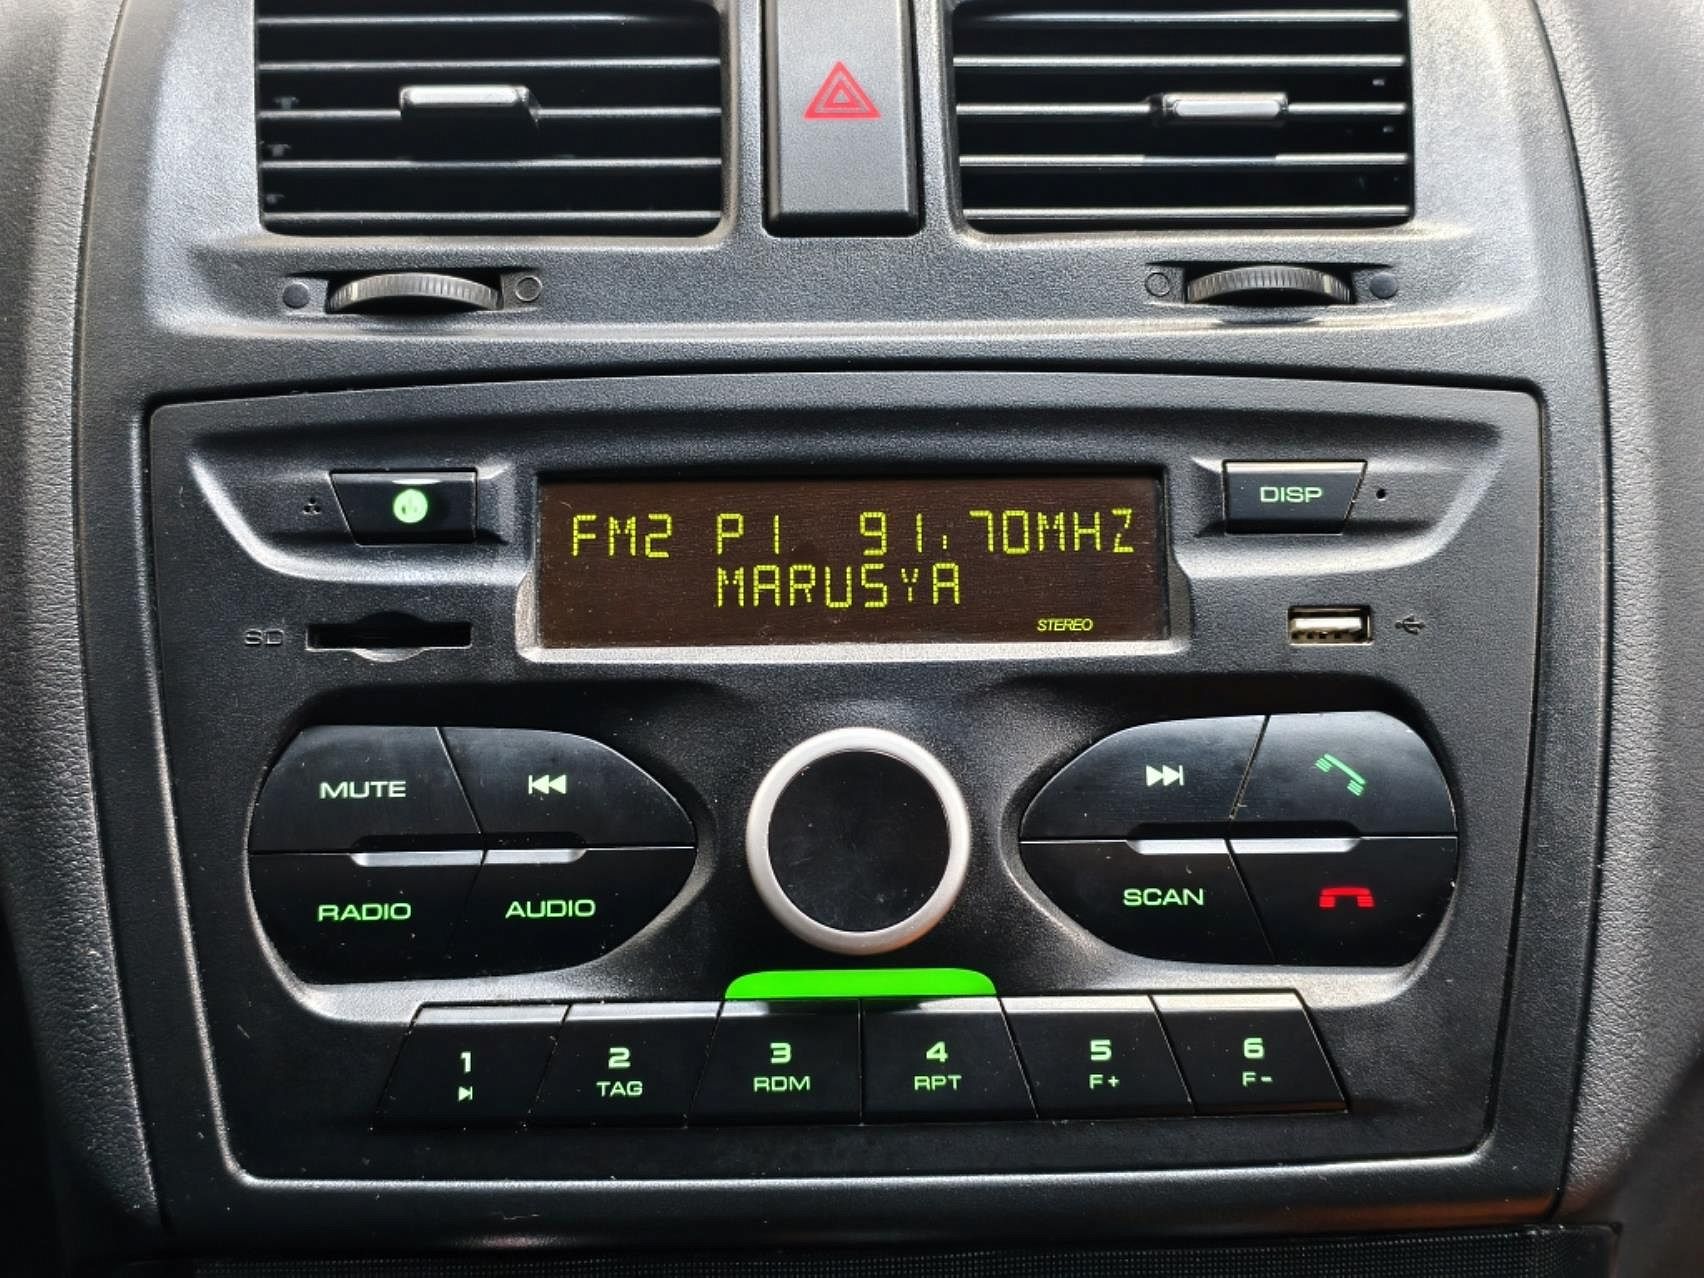 DISP
FM2 P1 91.70MHZ
MARUSYA
STEREO
SD
MUTE
RADIO
AUDIO
SCAN
1
2
TAG
3
RDM
4
RPT
5
F+
6
F-